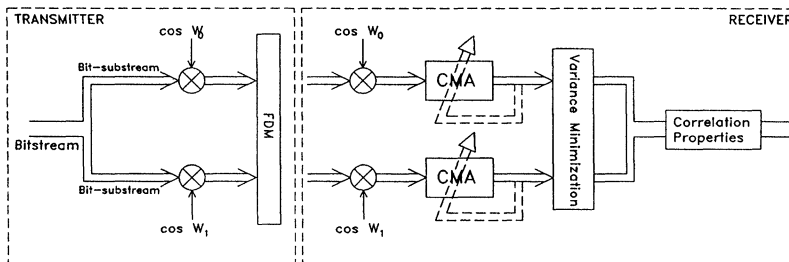 TRANSMITTER
RECEIVER
cos W₀
cos W₀
Bit-substream
Bitstream
Bit-substream
cos W₁
FDM
CMA
CMA
cos W₁
Variance
Minimization
Correlation
Properties